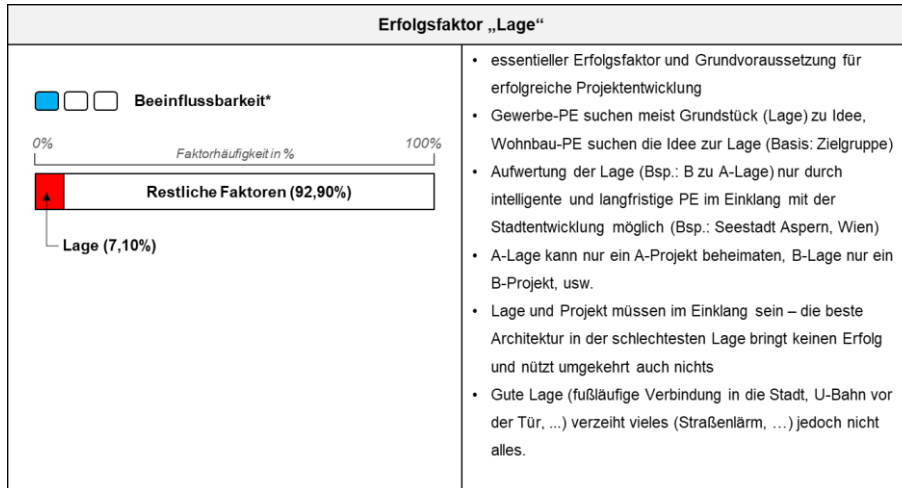 Erfolgsfaktor „Lage“
Beeinflussbarkeit*
0%
100%
Faktorhäufigkeit in %
Restliche Faktoren (92,90%)
Lage (7,10%)
• essentieller Erfolgsfaktor und Grundvoraussetzung für
erfolgreiche Projektentwicklung
• Gewerbe-PE suchen meist Grundstück (Lage) zu Idee,
Wohnbau-PE suchen die Idee zur Lage (Basis: Zielgruppe)
• Aufwertung der Lage (Bsp.: B zu A-Lage) nur durch
intelligente und langfristige PE im Einklang mit der
Stadtentwicklung möglich (Bsp.: Seestadt Aspern, Wien)
• A-Lage kann nur ein A-Projekt beheimaten, B-Lage nur ein
B-Projekt, usw.
• Lage und Projekt müssen im Einklang sein – die beste
Architektur in der schlechtesten Lage bringt keinen Erfolg
und nützt umgekehrt auch nichts
• Gute Lage (fußläufige Verbindung in die Stadt, U-Bahn vor
der Tür, ...) verzeiht vieles (Straßenlärm, …) jedoch nicht
alles.